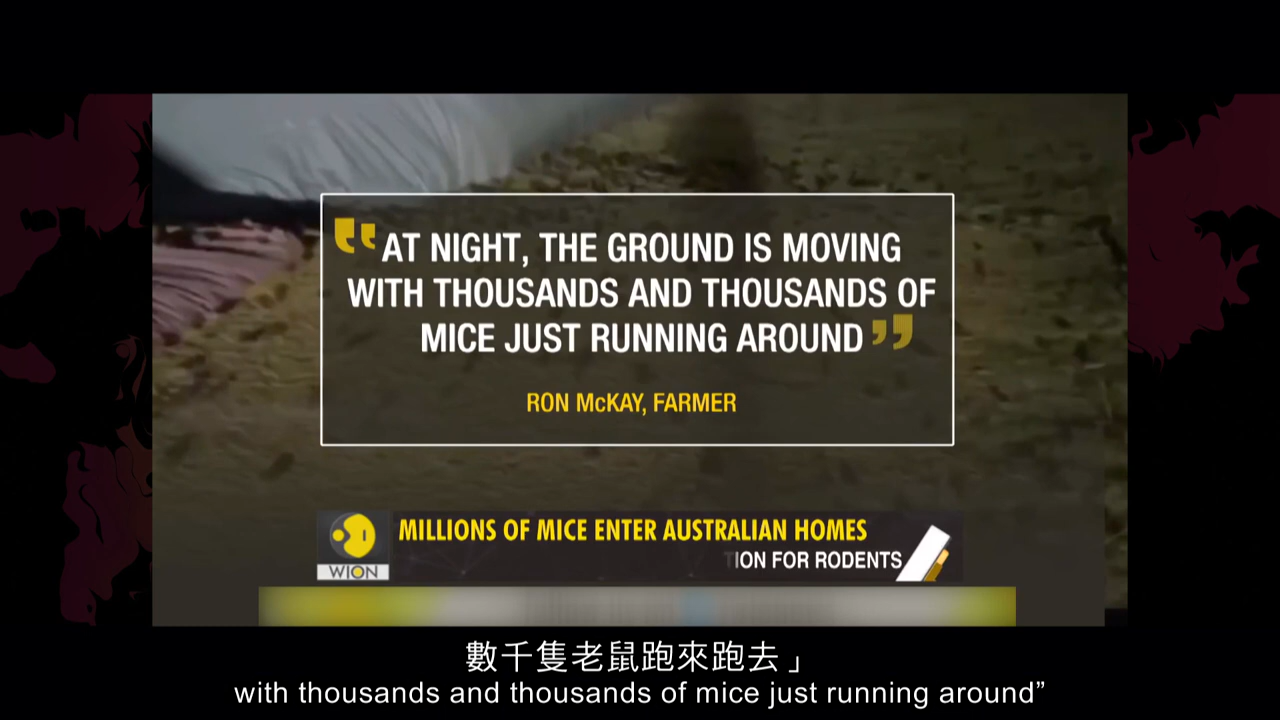 “AT NIGHT, THE GROUND IS MOVING
WITH THOUSANDS AND THOUSANDS OF
MICE JUST RUNNING AROUND”
RON McKAY, FARMER
MILLIONS OF MICE ENTER AUSTRALIAN HOMES
TION FOR RODENTS
WION
數千隻老鼠跑來跑去」
with thousands and thousands of mice just running around”